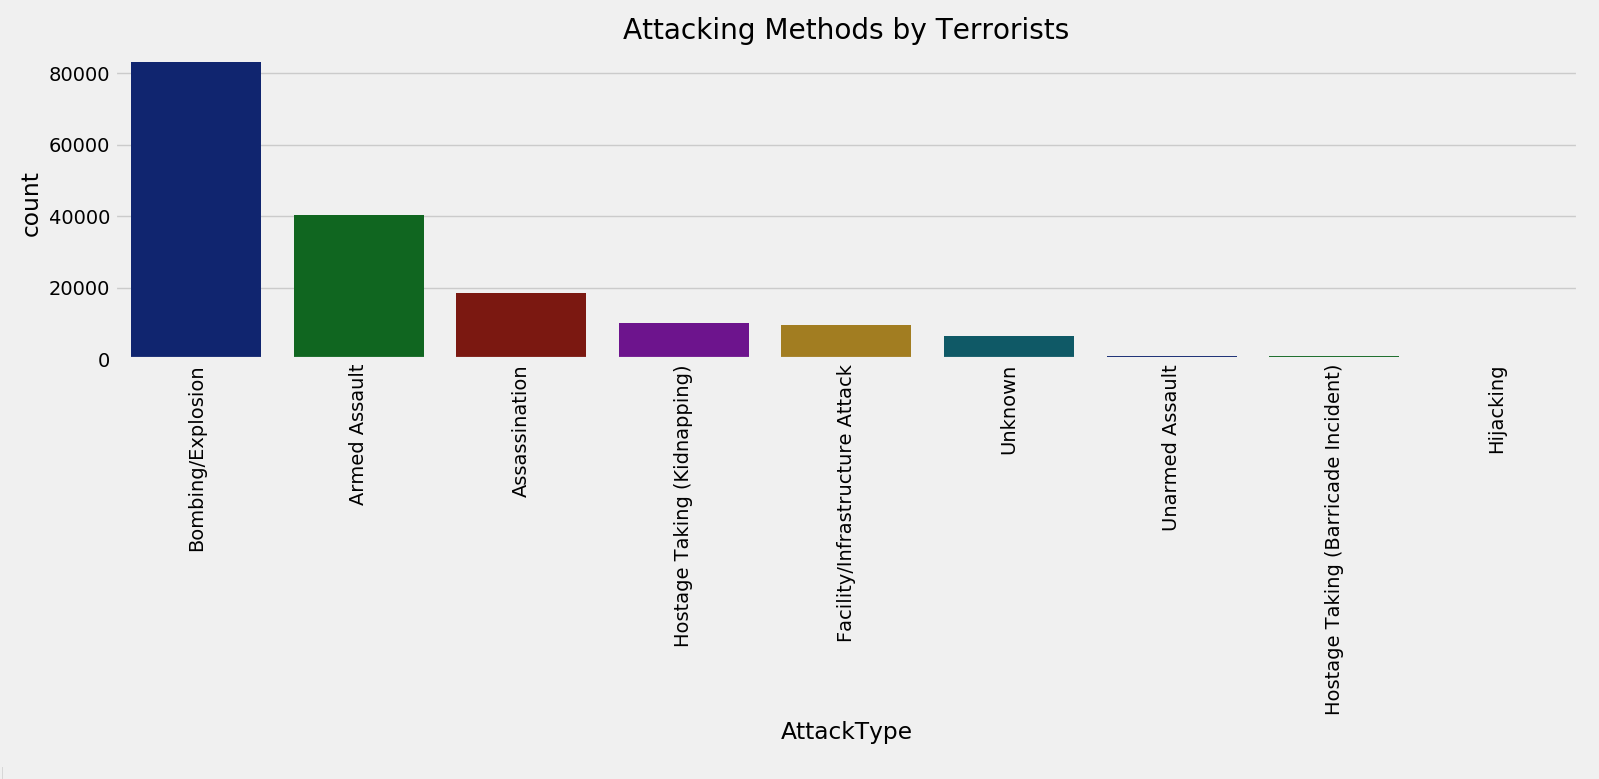 Attacking Methods by Terrorists
80000
60000
40000
20000
0
count
Bombing/Explosion
Armed Assault
Assassination
Hostage Taking (Kidnapping)
Facility/Infrastructure Attack
Unknown
Unarmed Assault
Hostage Taking (Barricade Incident)
Hijacking
AttackType